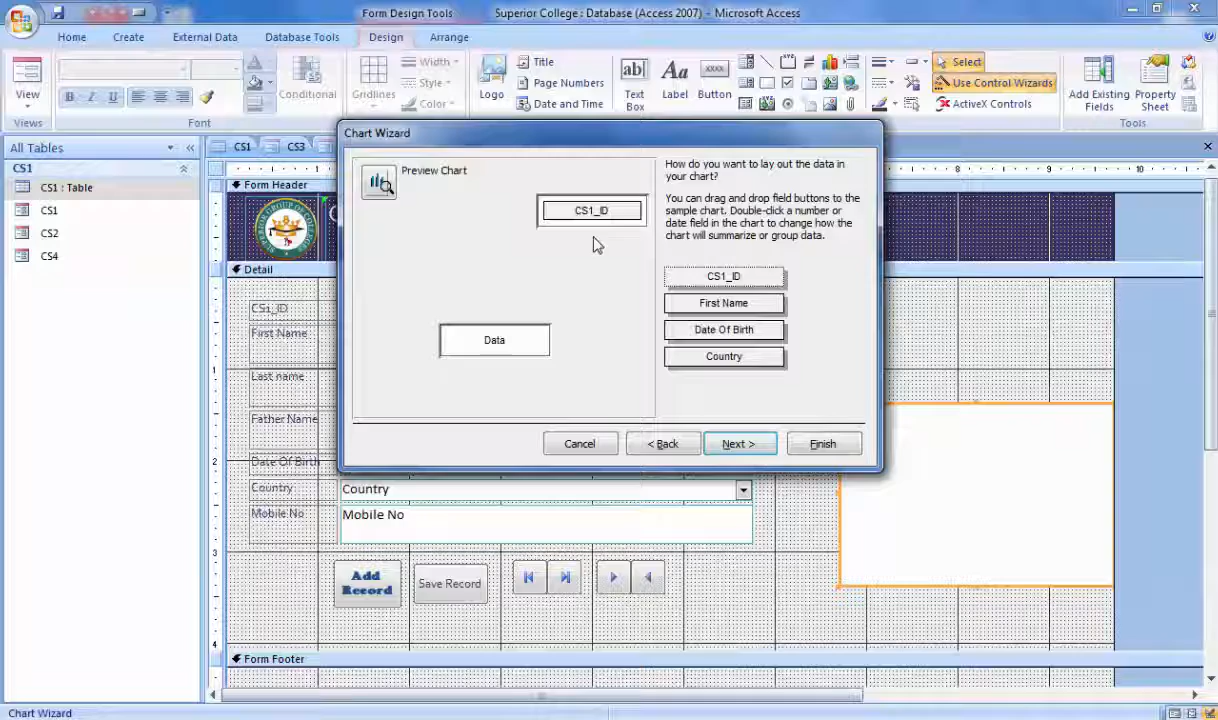 Form Design Tools
Superior College : Database (Access 2007) - Microsoft Access
Home
Create
External Data
Database Tools
Design
Arrange
View
Views
B I U
Font
Conditional
Gridlines
Width
Style
Color
Logo
Title
Page Numbers
Date and Time
ab|
Text Box
Aa
Label
XXXX
Button
Select
Use Control Wizards
ActiveX Controls
Add Existing Fields
Property Sheet
Tools
All Tables
CS1
CS1 : Table
CS1
CS2
CS4
CS1
CS3
Form Header
Detail
CS1_ID
First Name
Last name
Father Name
Date Of Birth
Country
Country
Mobile No
Mobile No
Add Record
Save Record
Form Footer
Chart Wizard
Preview Chart
CS1_ID
Data
How do you want to lay out the data in
your chart?
You can drag and drop field buttons to the
sample chart. Double-click a number or
date field in the chart to change how the
chart will summarize or group data.
CS1_ID
First Name
Date Of Birth
Country
Cancel
< Back
Next >
Finish
Chart Wizard